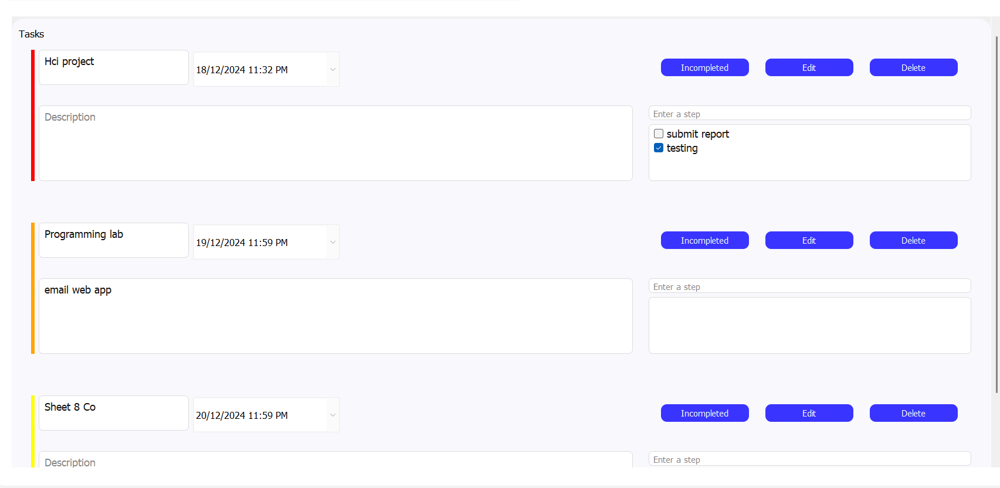 Tasks
Hci project
18/12/2024 11:32 PM
Incompleted
Edit
Delete
Description
Enter a step
submit report
testing
Programming lab
19/12/2024 11:59 PM
Incompleted
Edit
Delete
email web app
Enter a step
Sheet 8 Co
20/12/2024 11:59 PM
Incompleted
Edit
Delete
Description
Enter a step